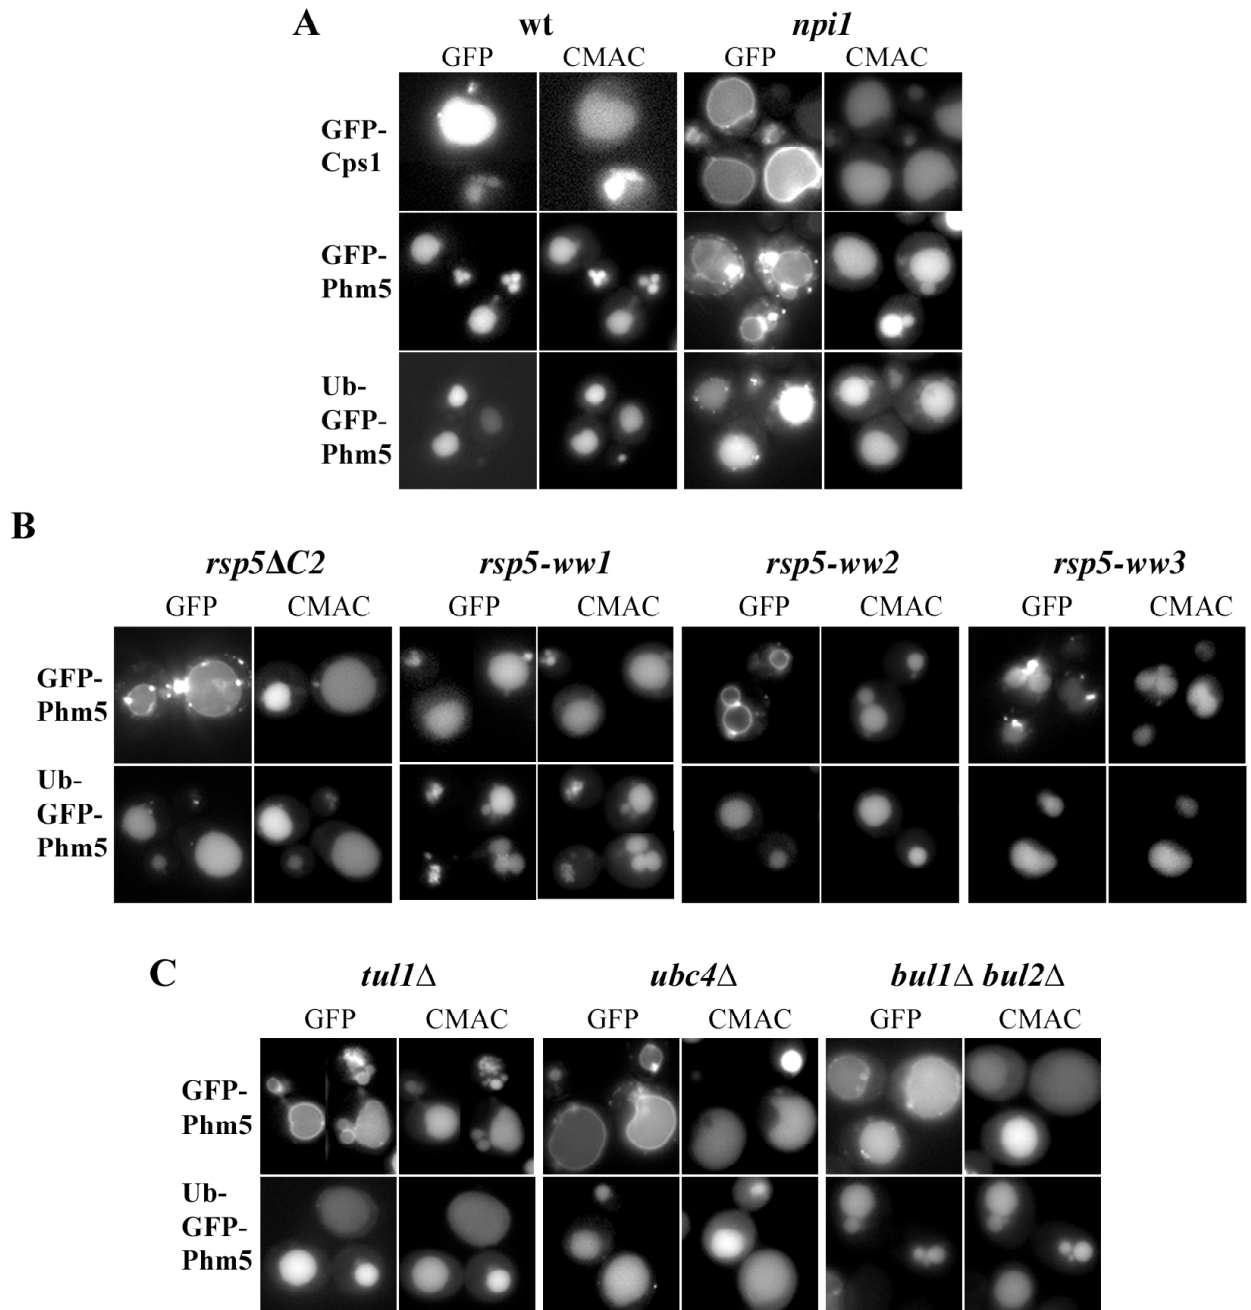 A
wt npi1
GFP CMAC GFP CMAC
GFP-
Cps1
GFP-
Phm5
Ub-
GFP-
Phm5
B
rsp5ΔC2 rsp5-ww1 rsp5-ww2 rsp5-ww3
GFP CMAC GFP CMAC GFP CMAC GFP CMAC
GFP-
Phm5
Ub-
GFP-
Phm5
C
tul1Δ ubc4Δ bul1Δ bul2Δ
GFP CMAC GFP CMAC GFP CMAC
GFP-
Phm5
Ub-
GFP-
Phm5